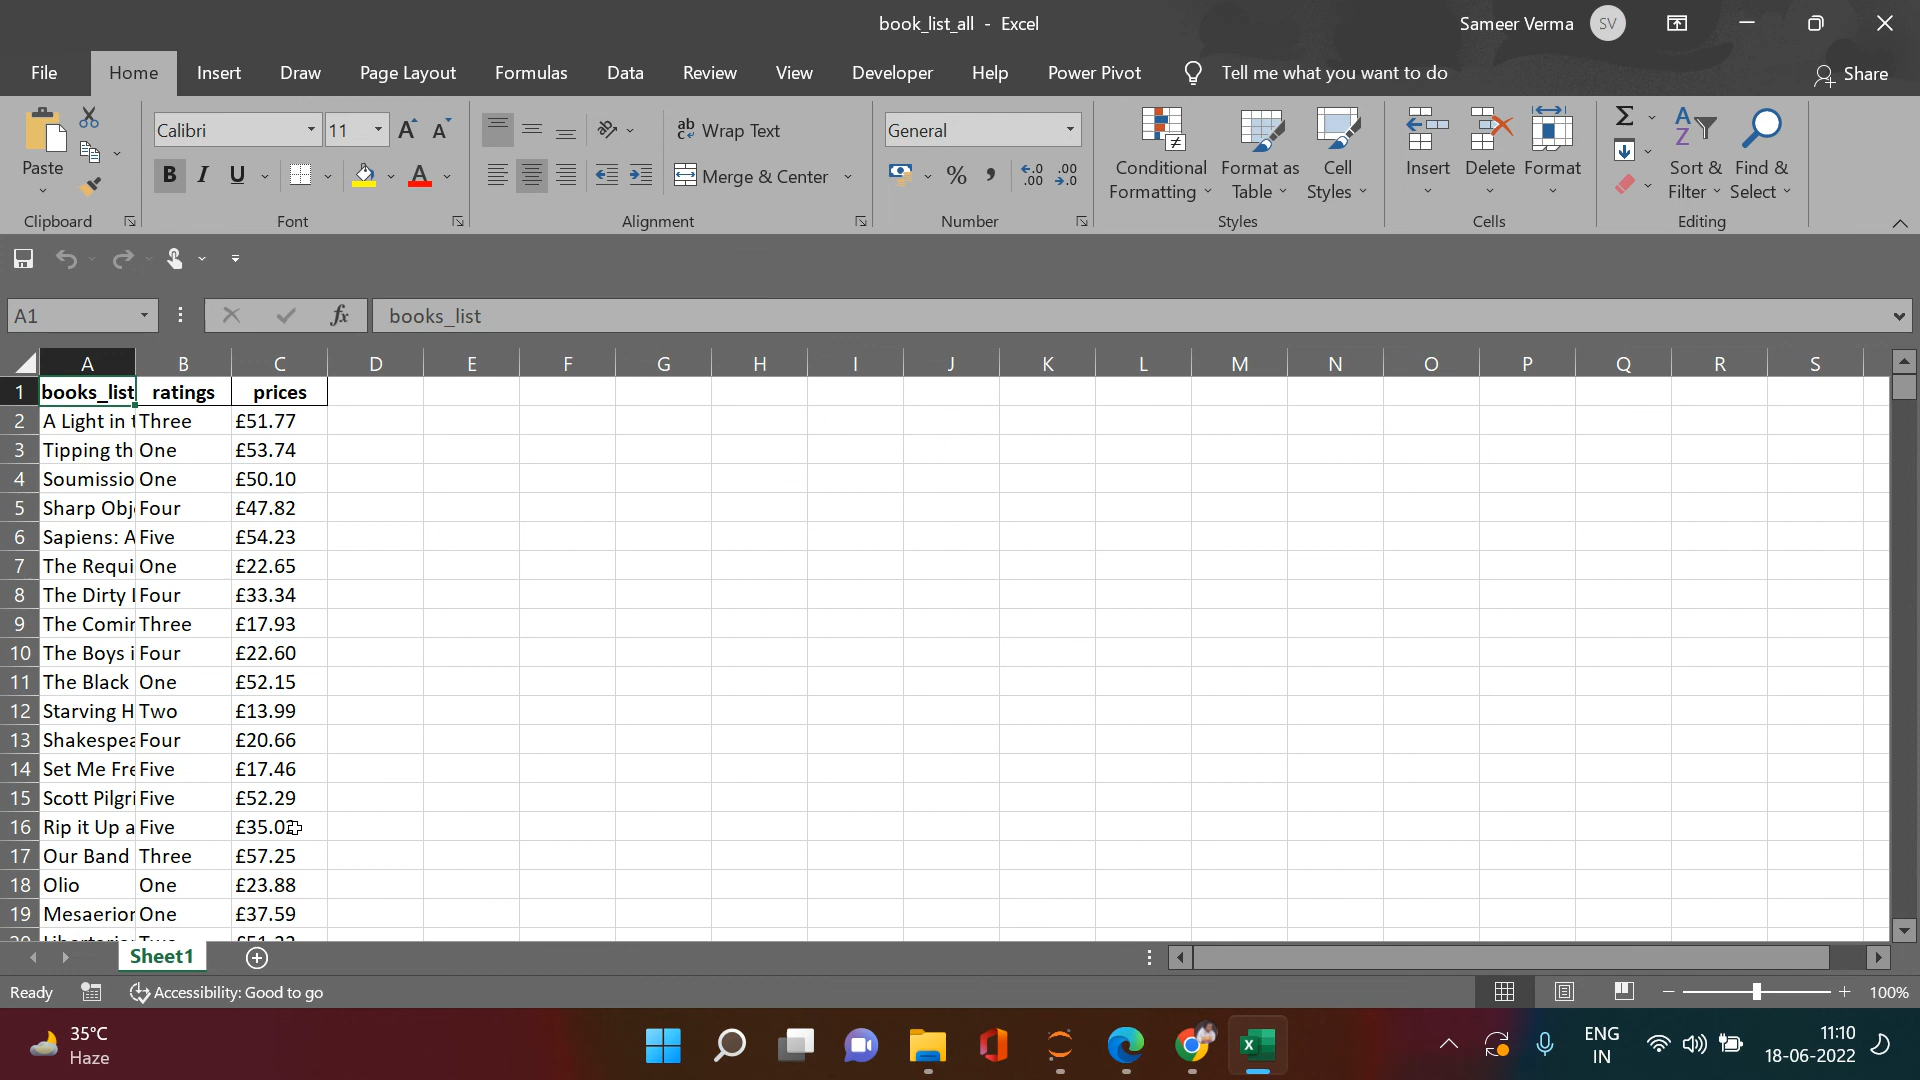 book_list_all - Excel
Sameer Verma SV
File Home Insert Draw Page Layout Formulas Data Review View Developer Help Power Pivot Tell me what you want to do Share
Paste
Calibri 11
Wrap Text
General
Merge & Center
Conditional Formatting
Format as Table
Cell Styles
Insert Delete Format
Sort & Filter
Find & Select
Clipboard Font Alignment Number Styles Cells Editing
A1 fx books_list
A B C D E F G H I J K L M N O P Q R S
1 books_list ratings prices
2 A Light in t Three £51.77
3 Tipping th One £53.74
4 Soumissio One £50.10
5 Sharp Obj Four £47.82
6 Sapiens: A Five £54.23
7 The Requi One £22.65
8 The Dirty Four £33.34
9 The Comin Three £17.93
10 The Boys i Four £22.60
11 The Black One £52.15
12 Starving H Two £13.99
13 Shakespea Four £20.66
14 Set Me Fre Five £17.46
15 Scott Pilgri Five £52.29
16 Rip it Up a Five £35.02
17 Our Band Three £57.25
18 Olio One £23.88
19 Mesaerion One £37.59
Sheet1
Ready Accessibility: Good to go 100%
35°C
Haze
ENG
IN
11:10
18-06-2022